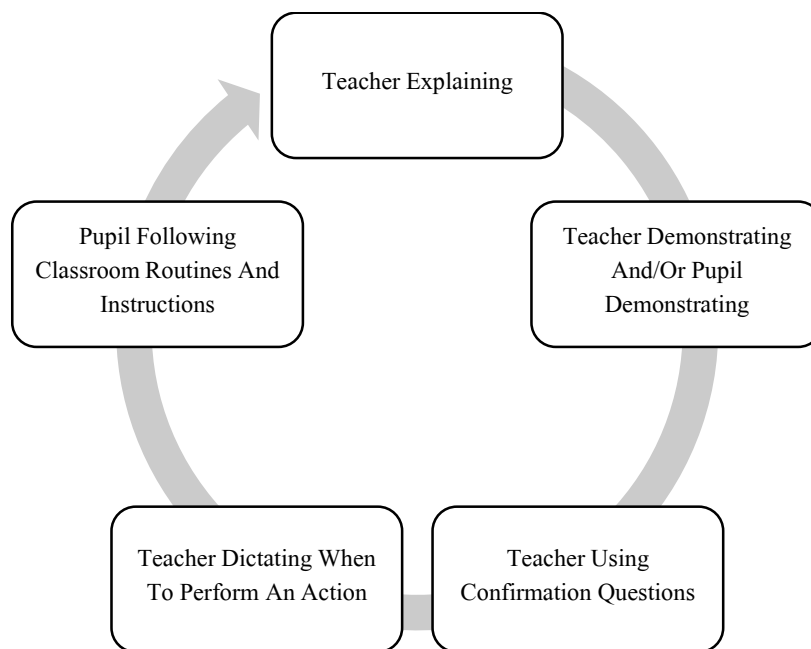 Teacher Explaining
Teacher Demonstrating
And/Or Pupil
Demonstrating
Teacher Using
Confirmation Questions
Teacher Dictating When
To Perform An Action
Pupil Following
Classroom Routines And
Instructions